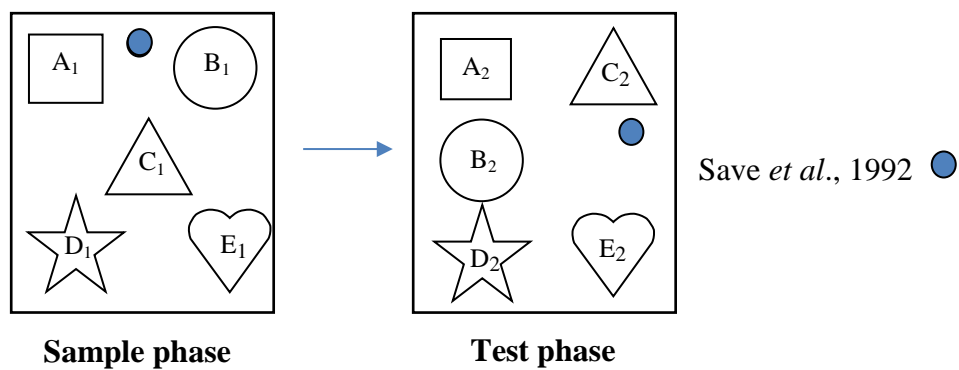 A₁
B₁
C₁
D₁
E₁
Sample phase
A₂
C₂
B₂
D₂
E₂
Test phase
Save et al., 1992